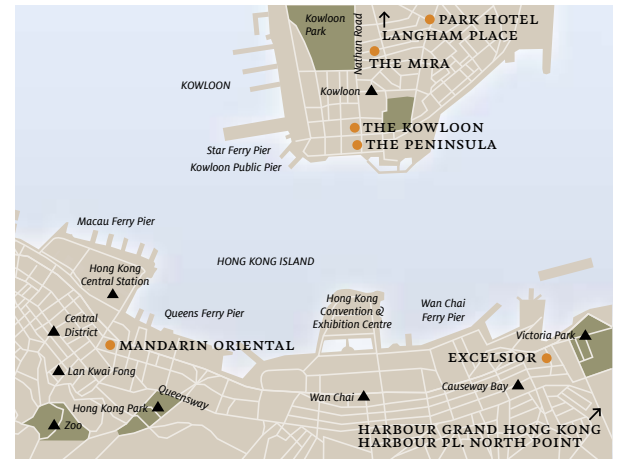 Kowloon
Park
Nathan Road
PARK HOTEL
LANGHAM PLACE
THE MIRA
KOWLOON
Kowloon
THE KOWLOON
THE PENINSULA
Star Ferry Pier
Kowloon Public Pier
Macau Ferry Pier
HONG KONG ISLAND
Hong Kong
Central Station
Queens Ferry Pier
Hong Kong
Convention &
Exhibition Centre
Wan Chai
Ferry Pier
Central
District
Victoria Park
MANDARIN ORIENTAL
EXCELSIOR
Lan Kwai Fong
Causeway Bay
Queensway
Wan Chai
Hong Kong Park
Zoo
HARBOUR GRAND HONG KONG
HARBOUR PL. NORTH POINT